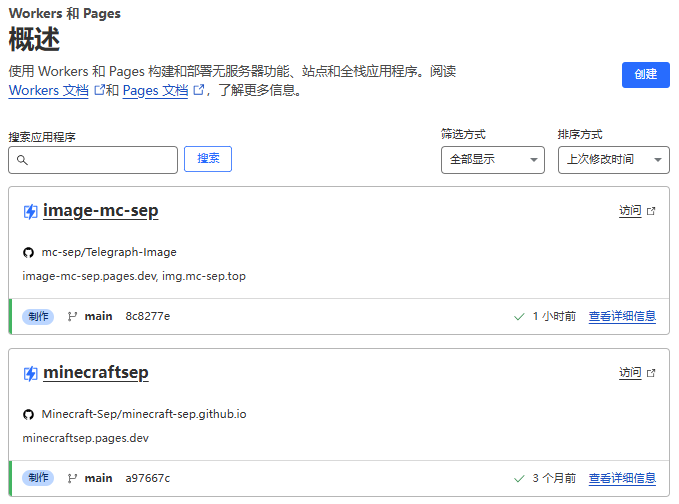 Workers 和 Pages
概述
使用 Workers 和 Pages 构建和部署无服务器功能、站点和全栈应用程序。阅读
Workers 文档 和 Pages 文档 ，了解更多信息。
创建
搜索应用程序
搜索
筛选方式
全部显示
排序方式
上次修改时间
image-mc-sep
访问
mc-sep/Telegraph-Image
image-mc-sep.pages.dev, img.mc-sep.top
制作 main 8c8277e 1 小时前 查看详细信息
minecraftsep
访问
Minecraft-Sep/minecraft-sep.github.io
minecraftsep.pages.dev
制作 main a97667c 3 个月前 查看详细信息